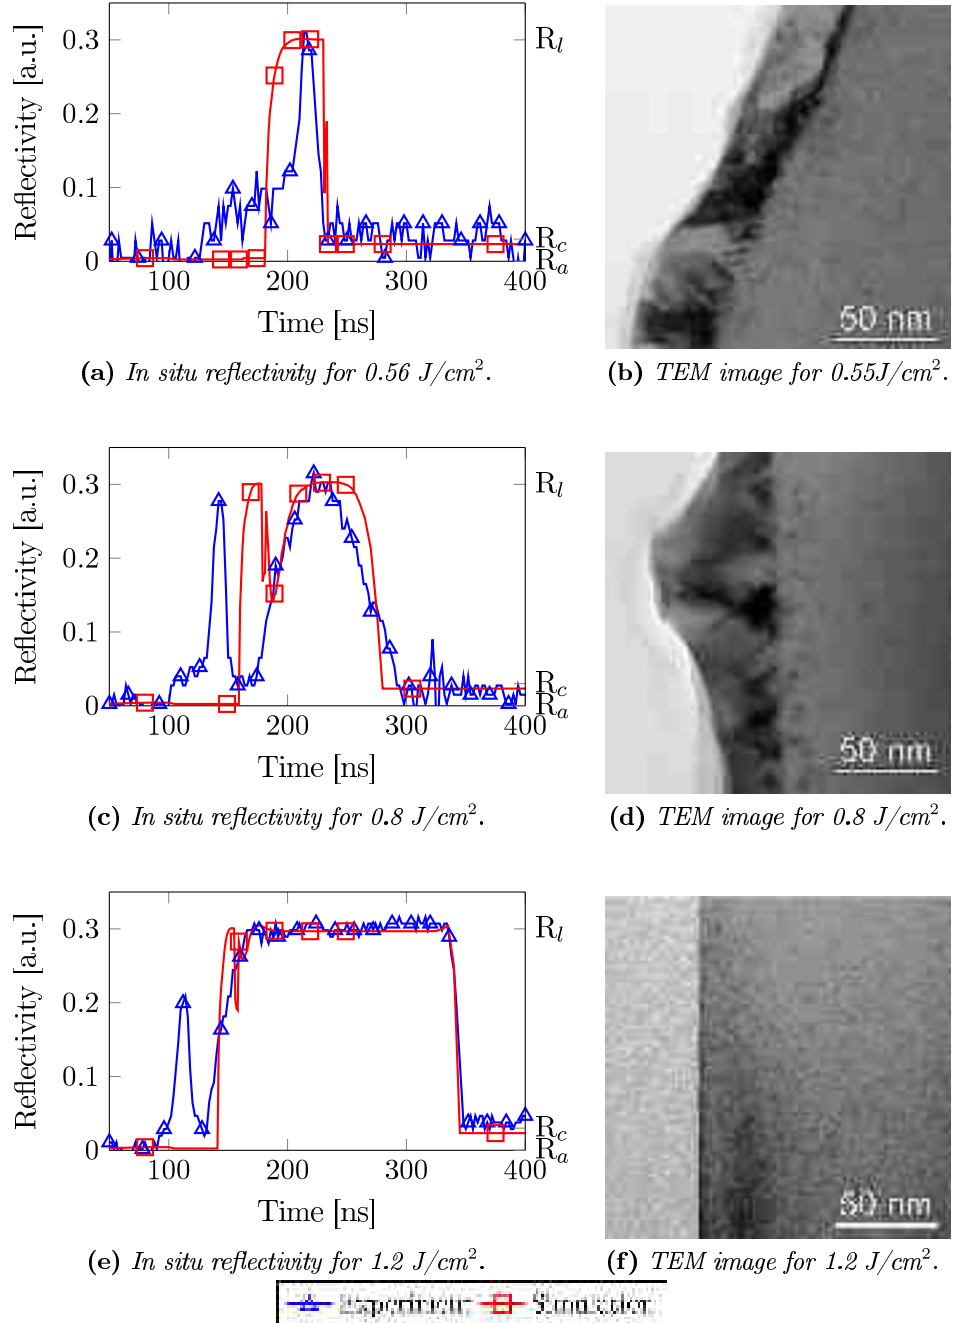 Reflectivity [a.u.]
0.3
0.2
0.1
0
100
200
300
400
Time [ns]
R_l
R_c
R_a
50 nm
(a) In situ reflectivity for 0.56 J/cm².
(b) TEM image for 0.55J/cm².
Reflectivity [a.u.]
0.3
0.2
0.1
0
100
200
300
400
Time [ns]
R_l
R_c
R_a
50 nm
(c) In situ reflectivity for 0.8 J/cm².
(d) TEM image for 0.8 J/cm².
Reflectivity [a.u.]
0.3
0.2
0.1
0
100
200
300
400
Time [ns]
R_l
R_c
R_a
50 nm
(e) In situ reflectivity for 1.2 J/cm².
(f) TEM image for 1.2 J/cm².
Experiment Simulation